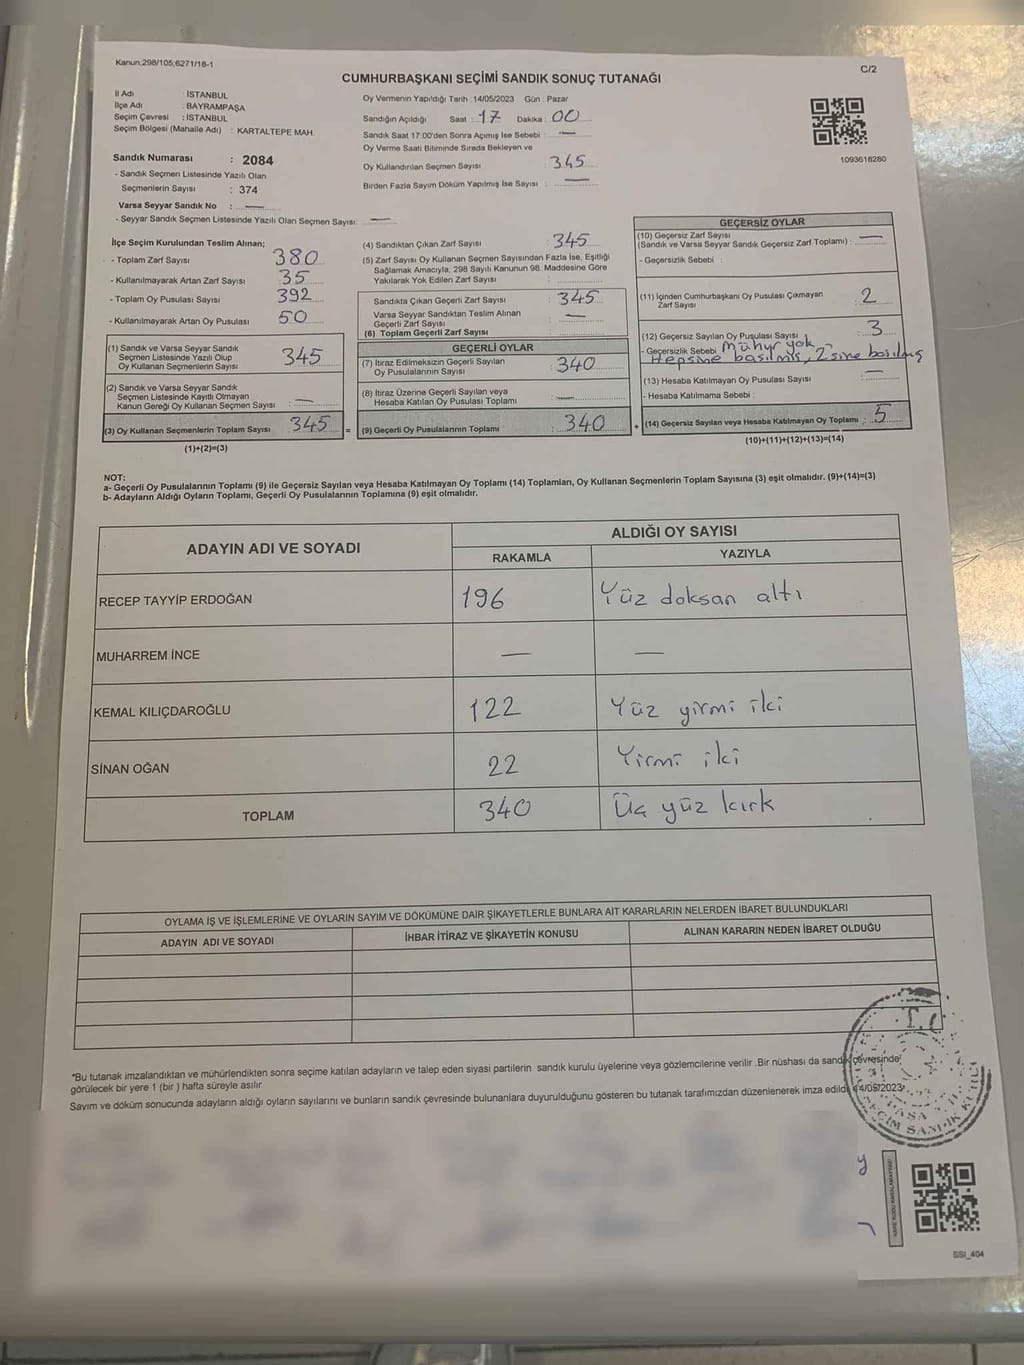 Kanun;298/105;6271/18-1
CUMHURBAŞKANI SEÇİMİ SANDIK SONUÇ TUTANAĞI
C/2
İl Adı : İSTANBUL
İlçe Adı : BAYRAMPAŞA
Seçim Çevresi : İSTANBUL
Seçim Bölgesi (Mahalle Adı) : KARTALTEPE MAH.
Sandık Numarası : 2084
- Sandık Seçmen Listesinde Yazılı Olan
Seçmenlerin Sayısı : 374
Varsa Seyyar Sandık No : —
- Seyyar Sandık Seçmen Listesinde Yazılı Olan Seçmen Sayısı: —
Oy Vermenin Yapıldığı Tarih : 14/05/2023 Gün : Pazar
Sandığın Açıldığı Saat : 17 Dakika : 00
Sandık Saat 17:00'den Sonra Açımış İse Sebebi : —
Oy Verme Saati Bitiminde Sırada Bekleyen ve
Oy Kullandırılan Seçmen Sayısı 345
Birden Fazla Sayım Döküm Yapılmış İse Sayısı : —
1093618280
İlçe Seçim Kurulundan Teslim Alınan;
- Toplam Zarf Sayısı 380
- Kullanılmayarak Artan Zarf Sayısı 35
- Toplam Oy Pusulası Sayısı 392
- Kullanılmayarak Artan Oy Pusulası 50
(1) Sandık ve Varsa Seyyar Sandık
Seçmen Listesinde Yazılı Olup
Oy Kullanan Seçmenlerin Sayısı 345
(2) Sandık ve Varsa Seyyar Sandık
Seçmen Listesinde Kayıtlı Olmayan
Kanun Gereği Oy Kullanan Seçmen Sayısı : —
(3) Oy Kullanan Seçmenlerin Toplam Sayısı 345 =
(1)+(2)=(3)
(4) Sandıktan Çıkan Zarf Sayısı : 345
(5) Zarf Sayısı Oy Kullanan Seçmen Sayısından Fazla İse, Eşitliği
Sağlamak Amacıyla, 298 Sayılı Kanunun 98. Maddesine Göre
Yakılarak Yok Edilen Zarf Sayısı :
Sandıkta Çıkan Geçerli Zarf Sayısı : 345
Varsa Seyyar Sandıktan Teslim Alınan
Geçerli Zarf Sayısı : —
(6) Toplam Geçerli Zarf Sayısı :
GEÇERLİ OYLAR
(7) İtiraz Edilmeksizin Geçerli Sayılan
Oy Pusulalarının Sayısı : 340
(8) İtiraz Üzerine Geçerli Sayılan veya
Hesaba Katılan Oy Pusulası Toplamı : —
(9) Geçerli Oy Pusulalarının Toplamı : 340 +
GEÇERSİZ OYLAR
(10) Geçersiz Zarf Sayısı
(Sandık ve Varsa Seyyar Sandık Geçersiz Zarf Toplamı) : —
- Geçersizlik Sebebi :
(11) İçinden Cumhurbaşkanı Oy Pusulası Çıkmayan
Zarf Sayısı : 2
(12) Geçersiz Sayılan Oy Pusulası Sayısı : 3
- Geçersizlik Sebebi Mühür yok,
Hepsine basılmış, 2'sine basılmış
(13) Hesaba Katılmayan Oy Pusulası Sayısı : —
- Hesaba Katılmama Sebebi :
(14) Geçersiz Sayılan veya Hesaba Katılmayan Oy Toplamı : 5
(10)+(11)+(12)+(13)=(14)
NOT:
a- Geçerli Oy Pusulalarının Toplamı (9) ile Geçersiz Sayılan veya Hesaba Katılmayan Oy Toplamı (14) Toplamları, Oy Kullanan Seçmenlerin Toplam Sayısına (3) eşit olmalıdır. (9)+(14)=(3)
b- Adayların Aldığı Oyların Toplamı, Geçerli Oy Pusulalarının Toplamına (9) eşit olmalıdır.
ADAYIN ADI VE SOYADI ALDIĞI OY SAYISI
RAKAMLA YAZIYLA
RECEP TAYYİP ERDOĞAN 196 Yüz doksan altı
MUHARREM İNCE — —
KEMAL KILIÇDAROĞLU 122 Yüz yirmi iki
SİNAN OĞAN 22 Yirmi iki
TOPLAM 340 Üç yüz kırk
OYLAMA İŞ VE İŞLEMLERİNE VE OYLARIN SAYIM VE DÖKÜMÜNE DAİR ŞİKAYETLERLE BUNLARA AİT KARARLARIN NELERDEN İBARET BULUNDUKLARI
ADAYIN ADI VE SOYADI İHBAR İTİRAZ VE ŞİKAYETİN KONUSU ALINAN KARARIN NEDEN İBARET OLDUĞU
*Bu tutanak imzalandıktan ve mühürlendikten sonra seçime katılan adayların ve talep eden siyasi partilerin sandık kurulu üyelerine veya gözlemcilerine verilir. Bir nüshası da sandık çevresinde
görülecek bir yere 1 (bir ) hafta süreyle asılır.
Sayım ve döküm sonucunda adayların aldığı oyların sayılarını ve bunların sandık çevresinde bulunanlara duyurulduğunu gösteren bu tutanak tarafımızdan düzenlenerek imza edildi. 14/05/2023
T.C.
SSI_404